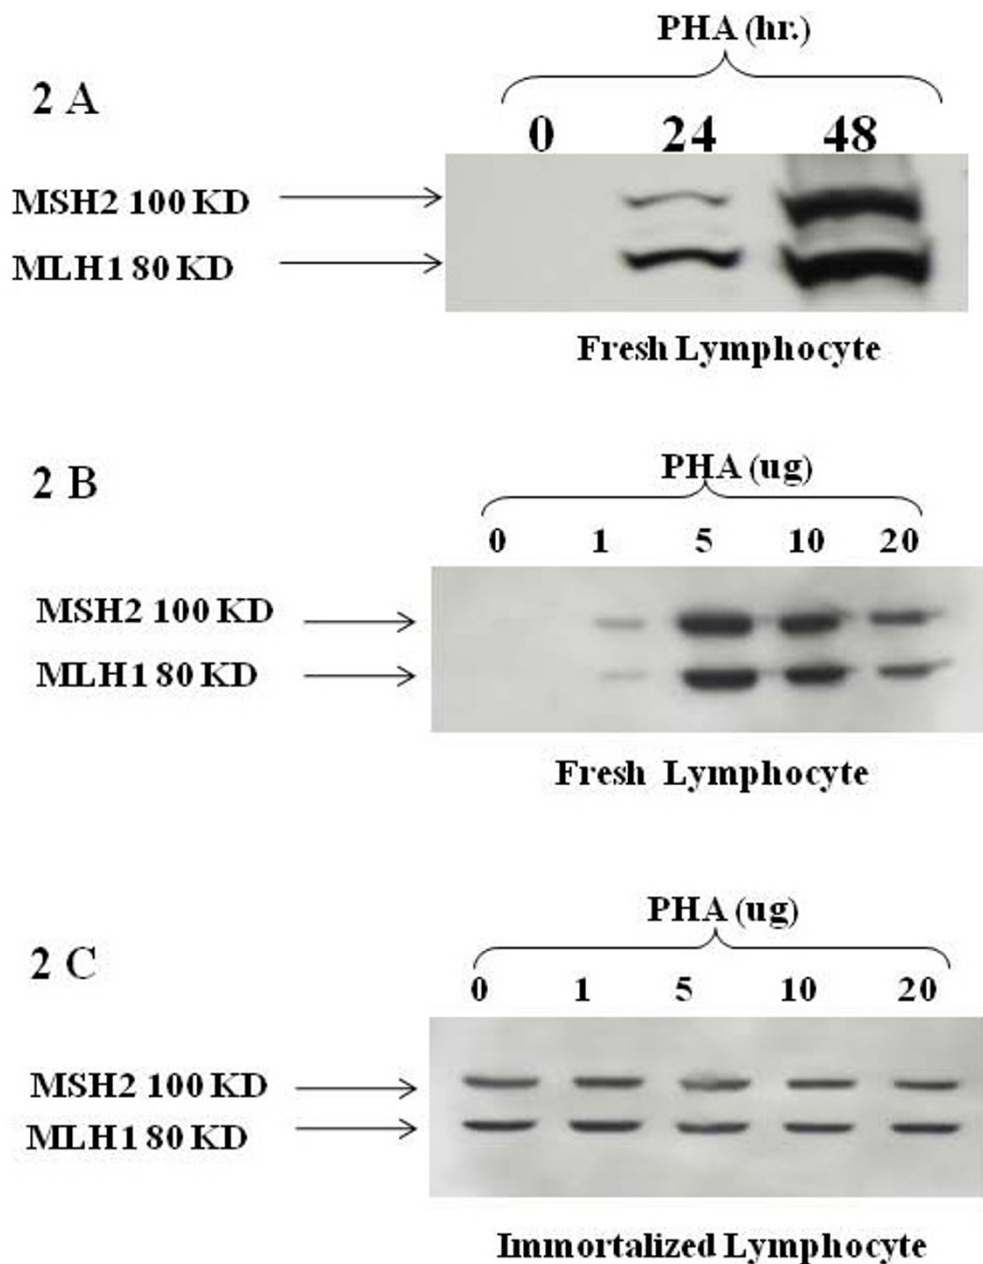 PHA (hr.)
2 A
0 24 48
MSH2 100 KD
MLH1 80 KD
Fresh Lymphocyte
2 B
PHA (ug)
0 1 5 10 20
MSH2 100 KD
MLH1 80 KD
Fresh Lymphocyte
2 C
PHA (ug)
0 1 5 10 20
MSH2 100 KD
MLH1 80 KD
Immortalized Lymphocyte